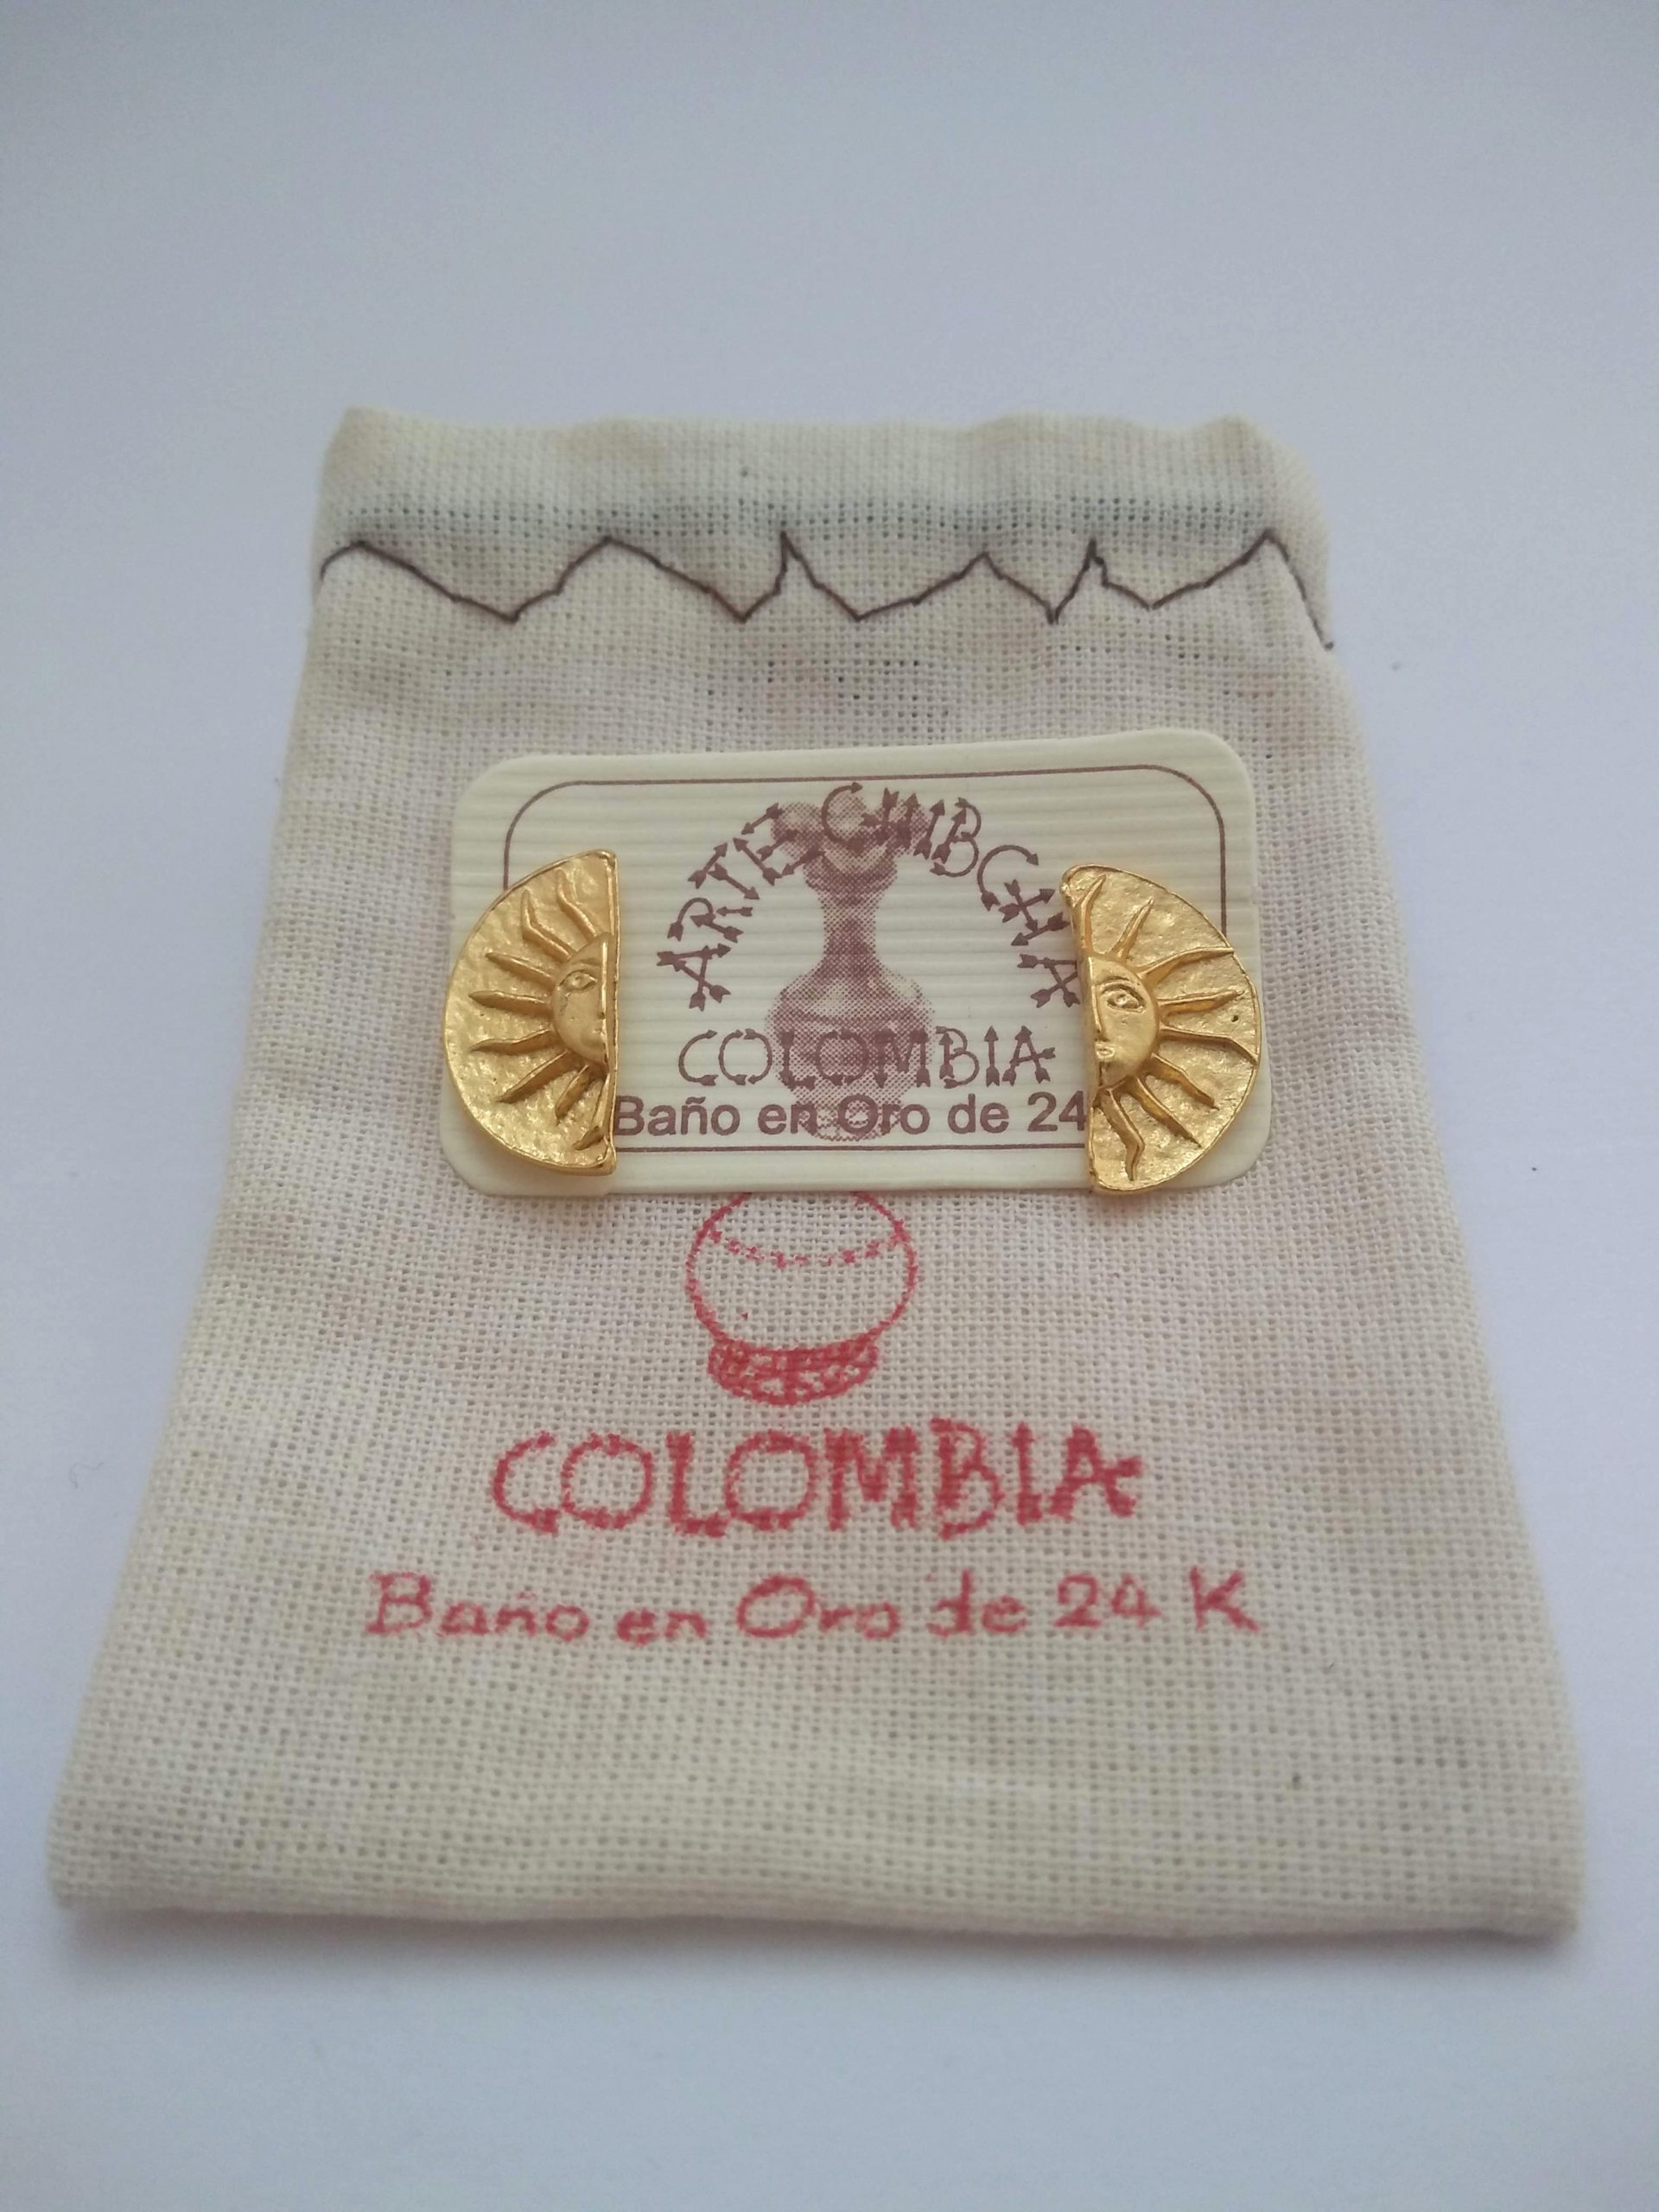 ARTE CHIBCHA
COLOMBIA
Baño en Oro de 24
COLOMBIA
Baño en Oro de 24 K